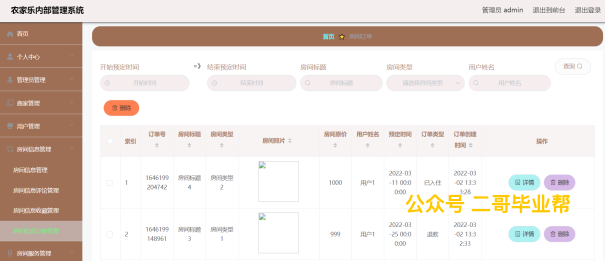 农家乐内部管理系统
管理员 admin 退出到前台 退出登录
首页
首页 房间订单
个人中心
管理员管理
商家管理
用户管理
房间信息管理
房间信息管理
房间信息评论管理
房间信息收藏管理
房间服务管理
开始预定时间 结束预定时间 房间标题 房间类型 用户姓名
开始时间 结束时间 房间标题 请选择房间类型 用户姓名 查询
删除
索引 订单号 房间标题 房间类型 房间照片 房间原价 用户姓名 预定时间 订单类型 订单创建时间 操作
1 1646199204742 房间标题4 房间类型2 1000 用户1 2022-03-11 00:00:00 已入住 2022-03-02 13:33:28 详情 删除
2 1646199148961 房间标题3 房间类型1 999 用户1 2022-03-25 00:00:00 退款 2022-03-02 13:32:33 详情 删除
公众号 二哥毕业帮